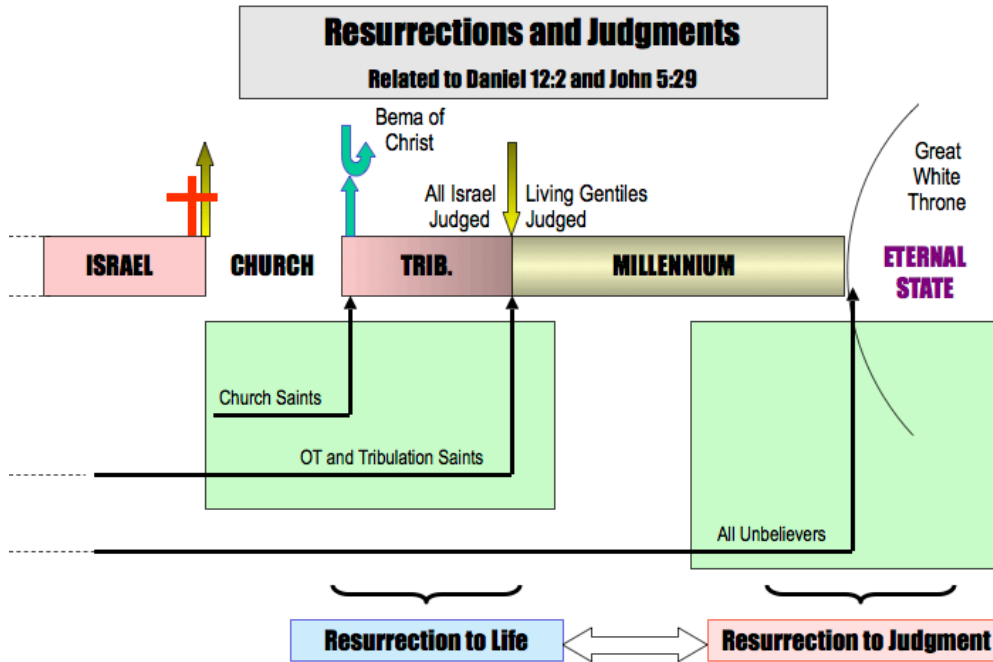 Resurrections and Judgments
Related to Daniel 12:2 and John 5:29
Bema of
Christ
All Israel
Judged
Living Gentiles
Judged
Great
White
Throne
ISRAEL
CHURCH
TRIB.
MILLENNIUM
ETERNAL
STATE
Church Saints
OT and Tribulation Saints
All Unbelievers
Resurrection to Life
Resurrection to Judgment